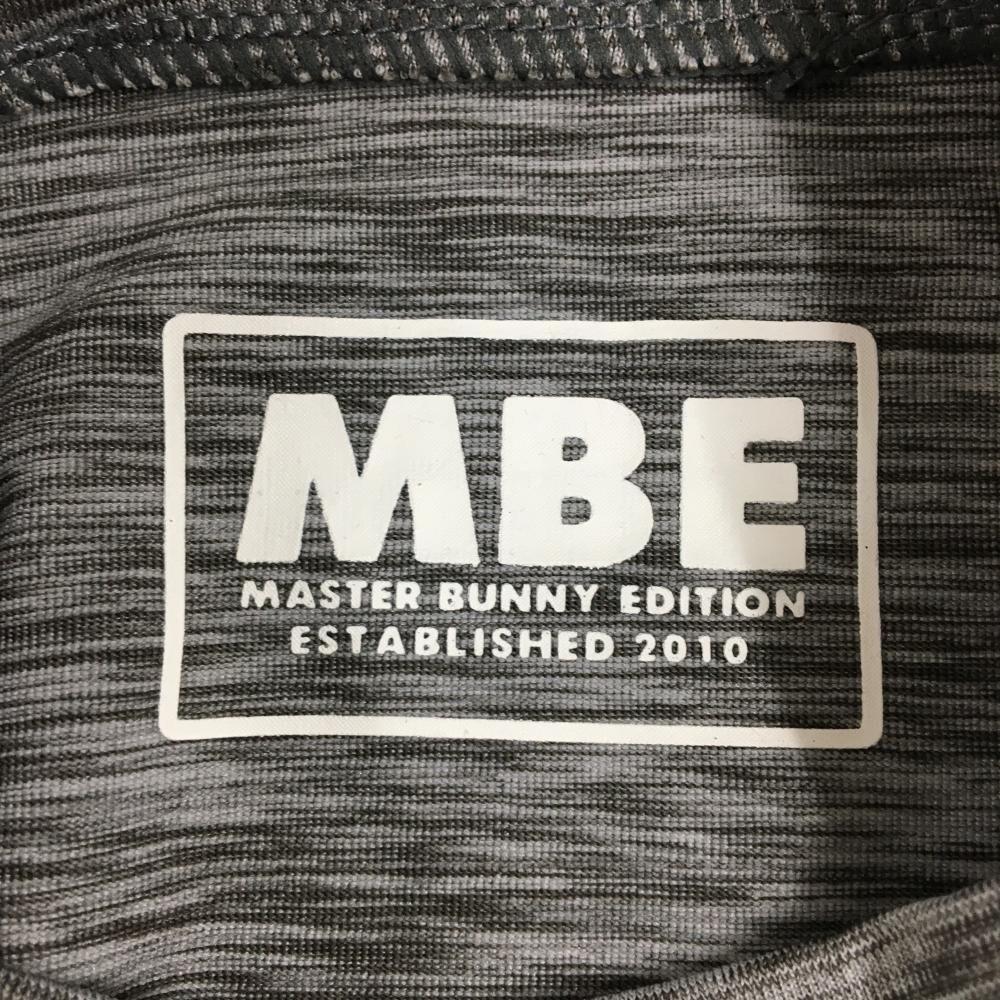 MBE
MASTER BUNNY EDITION
ESTABLISHED 2010